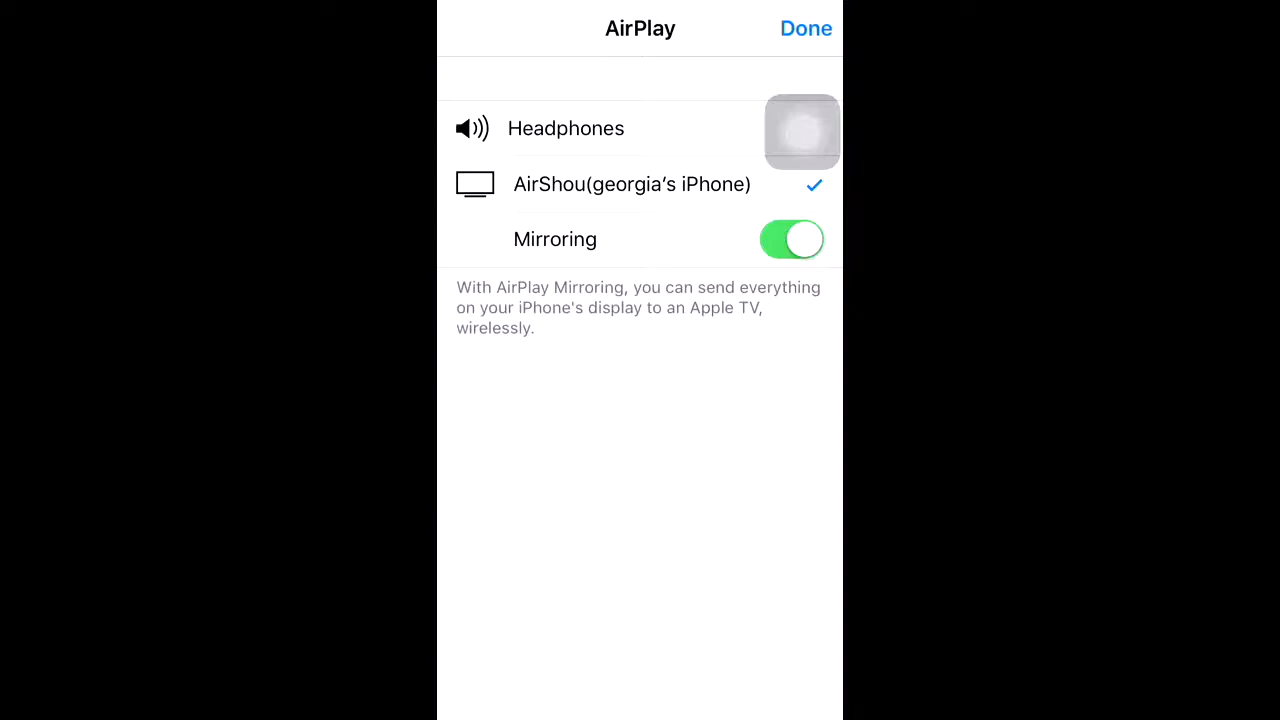 AirPlay
Done
Headphones
AirShou(georgia’s iPhone)
Mirroring
With AirPlay Mirroring, you can send everything
on your iPhone's display to an Apple TV,
wirelessly.